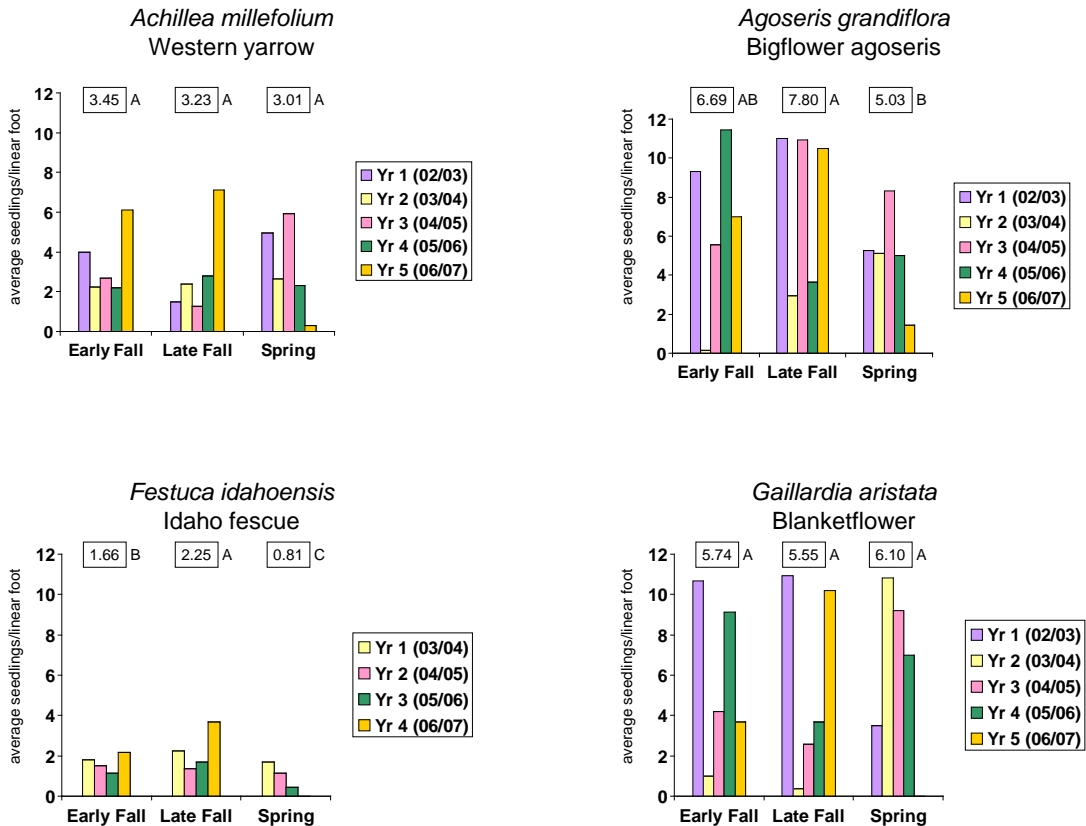 Achillea millefolium
Western yarrow
3.45 A 3.23 A 3.01 A
average seedlings/linear foot
12
10
8
6
4
2
0
Early Fall Late Fall Spring
Yr 1 (02/03)
Yr 2 (03/04)
Yr 3 (04/05)
Yr 4 (05/06)
Yr 5 (06/07)
Agoseris grandiflora
Bigflower agoseris
6.69 AB 7.80 A 5.03 B
average seedlings/linear foot
12
10
8
6
4
2
0
Early Fall Late Fall Spring
Yr 1 (02/03)
Yr 2 (03/04)
Yr 3 (04/05)
Yr 4 (05/06)
Yr 5 (06/07)
Festuca idahoensis
Idaho fescue
1.66 B 2.25 A 0.81 C
average seedlings/linear foot
12
10
8
6
4
2
0
Early Fall Late Fall Spring
Yr 1 (03/04)
Yr 2 (04/05)
Yr 3 (05/06)
Yr 4 (06/07)
Gaillardia aristata
Blanketflower
5.74 A 5.55 A 6.10 A
average seedlings/linear foot
12
10
8
6
4
2
0
Early Fall Late Fall Spring
Yr 1 (02/03)
Yr 2 (03/04)
Yr 3 (04/05)
Yr 4 (05/06)
Yr 5 (06/07)